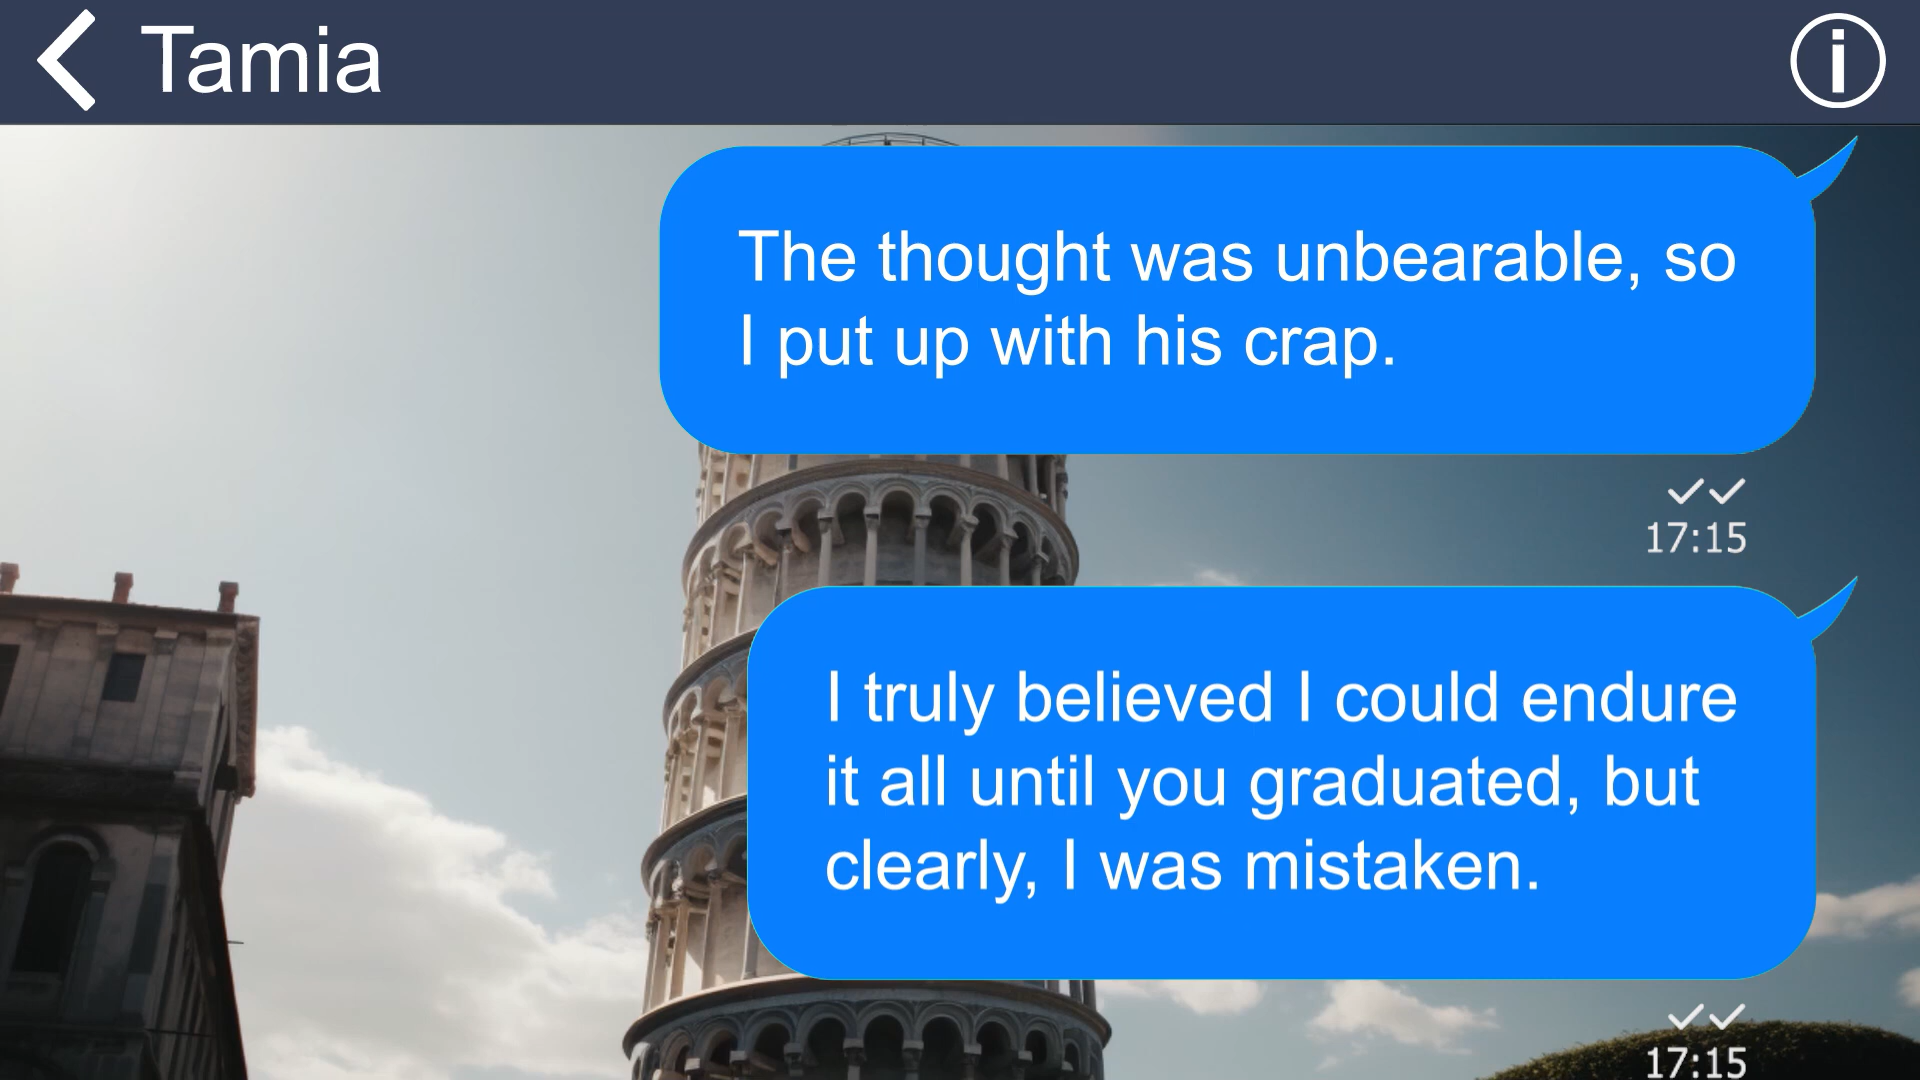 Tamia
The thought was unbearable, so
I put up with his crap.
17:15
I truly believed I could endure
it all until you graduated, but
clearly, I was mistaken.
17:15